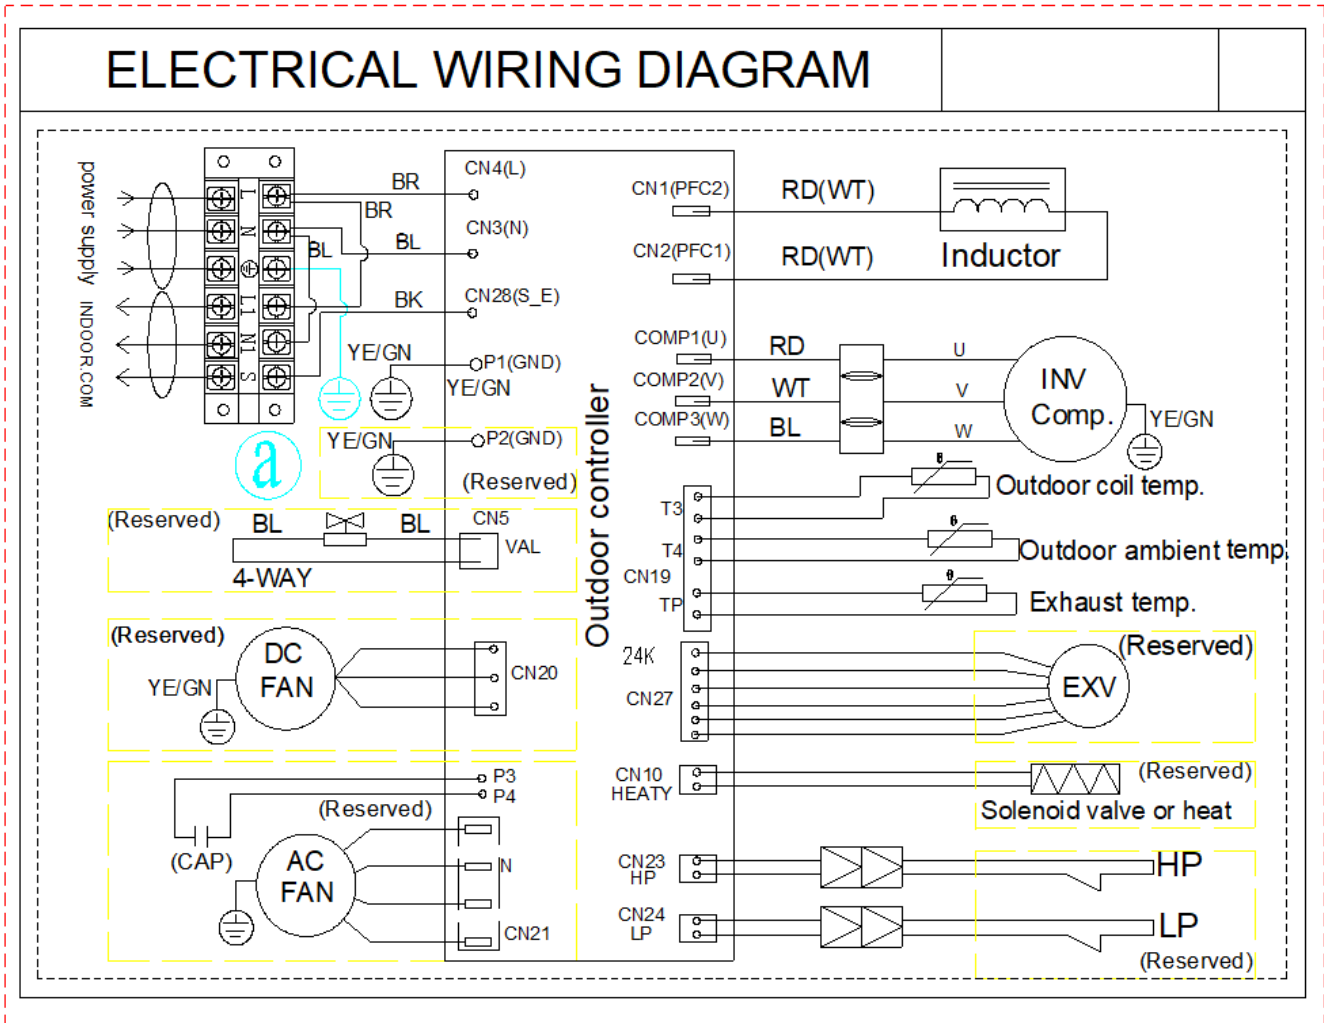 ELECTRICAL WIRING DIAGRAM
power supply
INDOOR.COM
L
N
L1
N1
S
BR
BR
BL
BL
BK
YE/GN
YE/GN
CN4(L)
CN3(N)
CN28(S_E)
P1(GND)
a
YE/GN
P2(GND)
(Reserved)
(Reserved)
BL
BL
CN5
VAL
4-WAY
(Reserved)
DC
FAN
YE/GN
CN20
P3
P4
(Reserved)
(CAP)
AC
FAN
N
CN21
Outdoor controller
CN1(PFC2)
RD(WT)
CN2(PFC1)
RD(WT)
Inductor
COMP1(U)
RD
U
COMP2(V)
WT
V
COMP3(W)
BL
W
INV
Comp.
YE/GN
T3
Outdoor coil temp.
T4
Outdoor ambient temp.
CN19
TP
Exhaust temp.
24K
CN27
(Reserved)
EXV
CN10
HEATY
(Reserved)
Solenoid valve or heat
CN23
HP
HP
CN24
LP
LP
(Reserved)